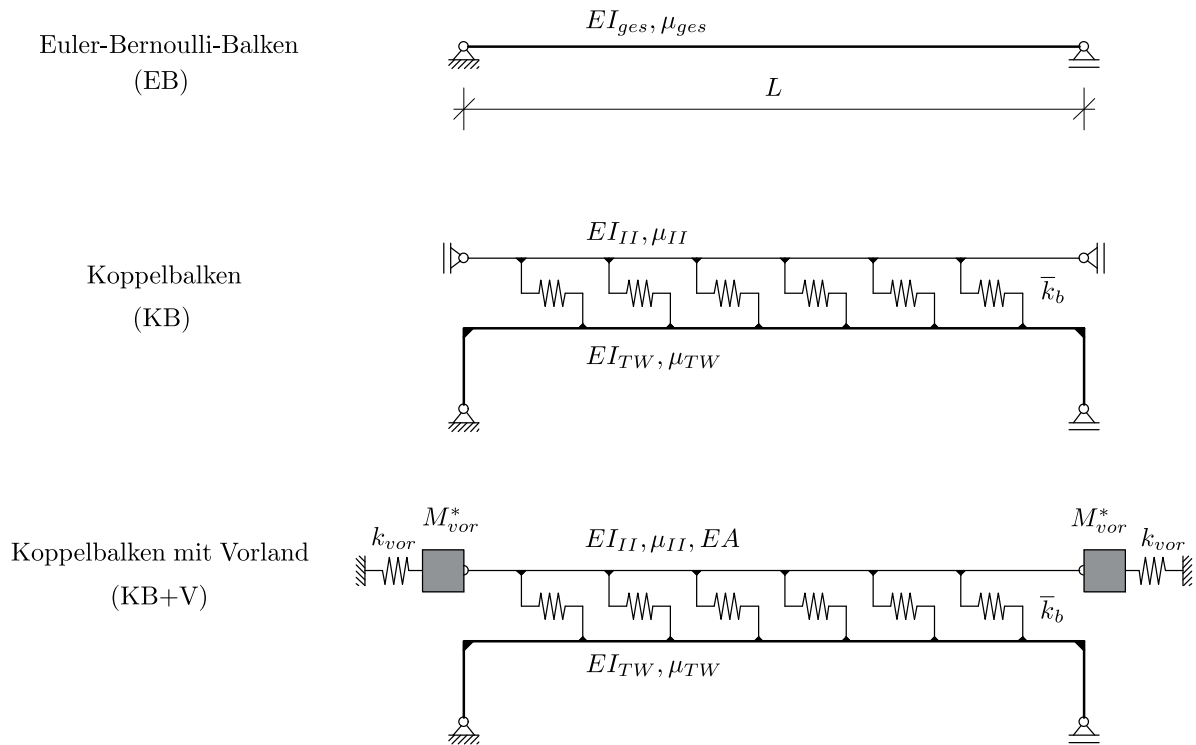 Euler-Bernoulli-Balken
(EB)
EI_{ges}, μ_{ges}
L
Koppelbalken
(KB)
EI_{II}, μ_{II}
k̅_b
EI_{TW}, μ_{TW}
Koppelbalken mit Vorland
(KB+V)
k_{vor}
M^*_{vor}
EI_{II}, μ_{II}, EA
M^*_{vor}
k_{vor}
k̅_b
EI_{TW}, μ_{TW}